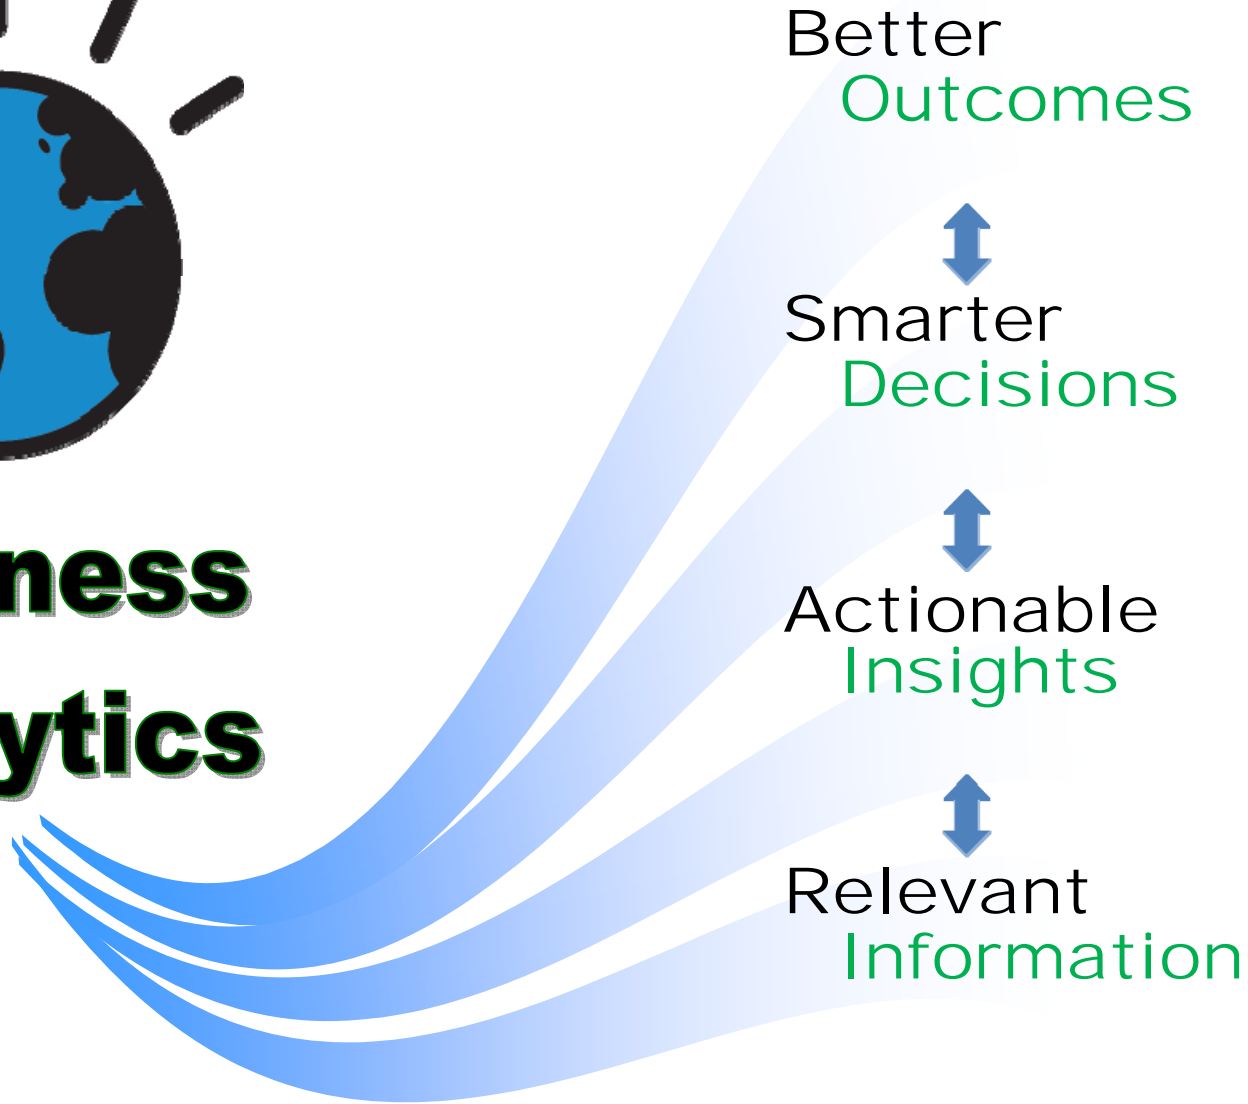 Better
Outcomes
Smarter
Decisions
Actionable
Insights
Relevant
Information
ness
ytics